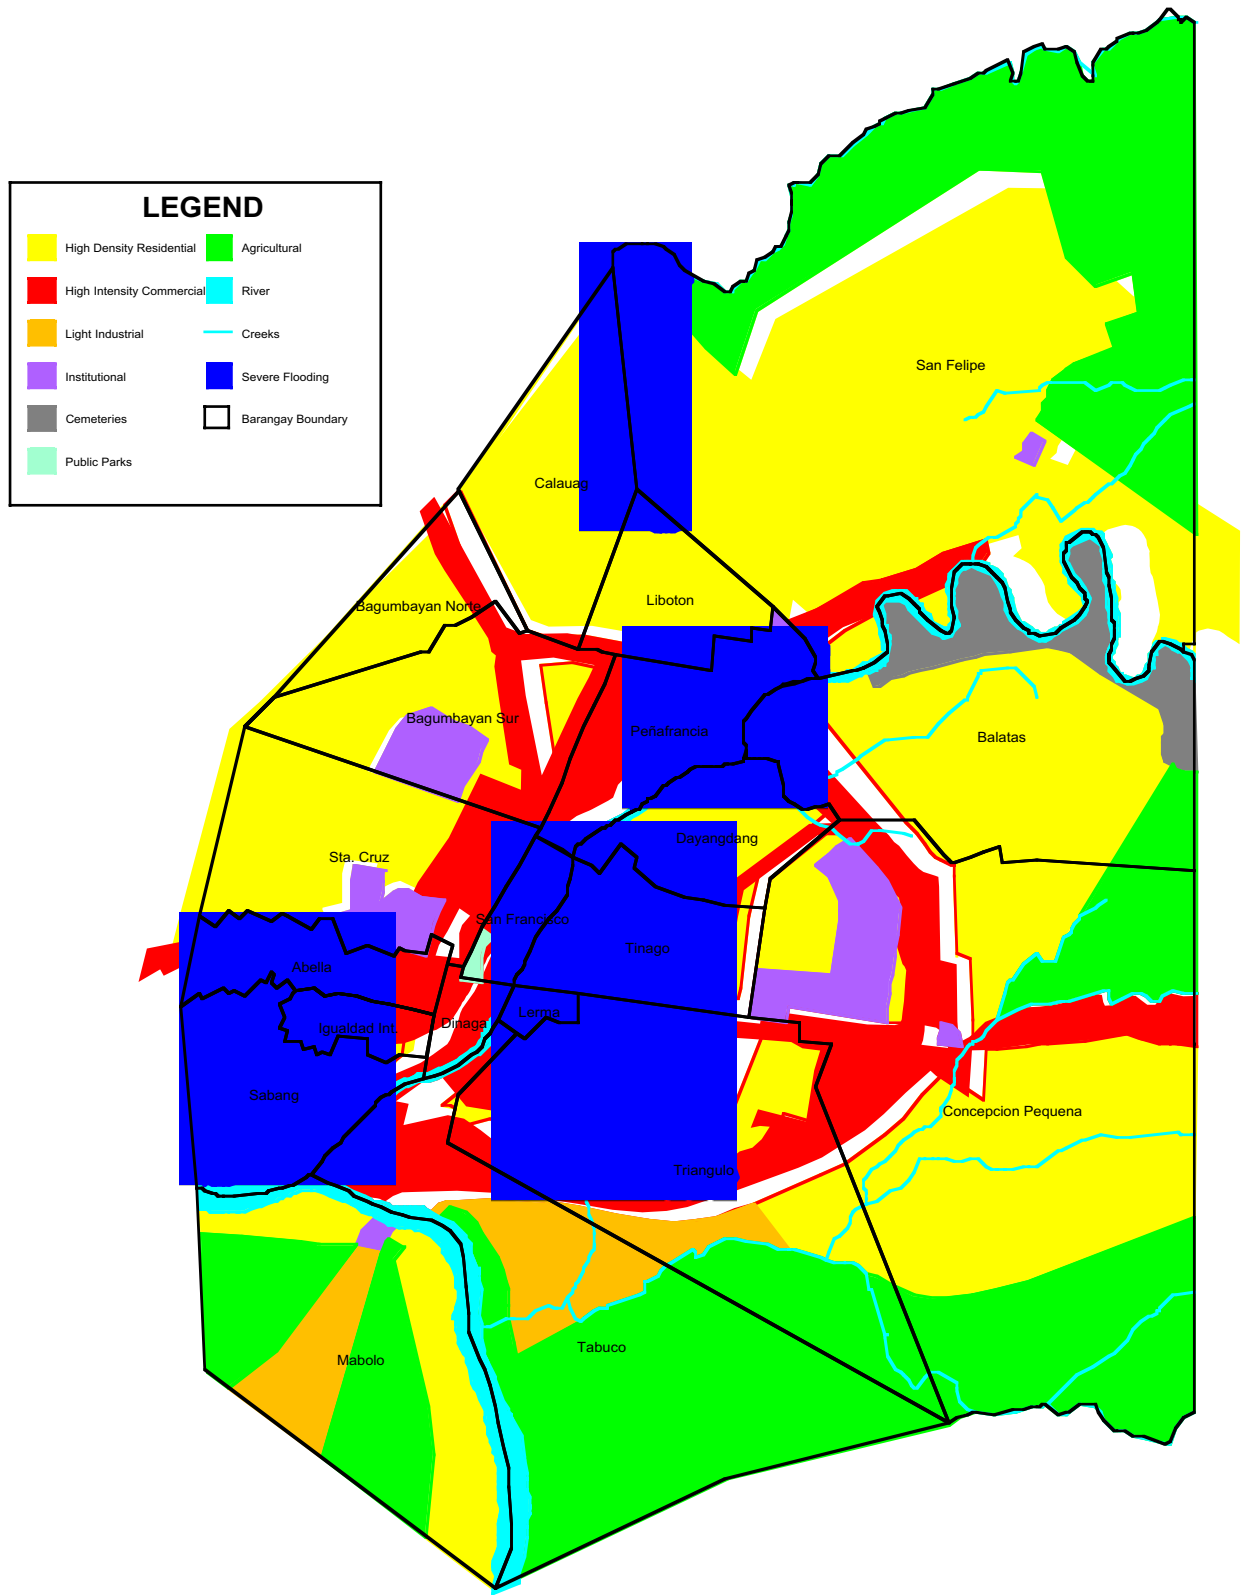 LEGEND
High Density Residential
Agricultural
High Intensity Commercial
River
Light Industrial
Creeks
Institutional
Severe Flooding
Cemeteries
Barangay Boundary
Public Parks
San Felipe
Calauag
Liboton
Bagumbayan Norte
Bagumbayan Sur
Peñafrancia
Balatas
Dayangdang
Sta. Cruz
San Francisco
Tinago
Abella
Lerma
Dinaga
Igualdad Int.
Sabang
Concepcion Pequena
Triangulo
Tabuco
Mabolo